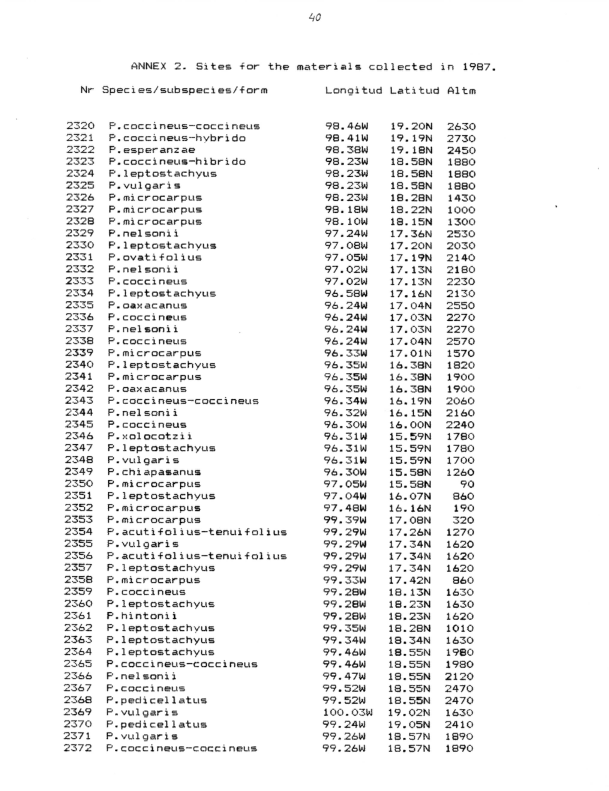 40
ANNEX 2. Sites for the materials collected in 1987.
Nr Species/subspecies/form Longitud Latitud Altm
2320 P.coccineus-coccineus 98.46W 19.20N 2630
2321 P.coccineus-hybrido 98.41W 19.19N 2730
2322 P.esperanzae 98.38W 19.18N 2450
2323 P.coccineus-hibrido 98.23W 18.58N 1880
2324 P.leptostachyus 98.23W 18.58N 1880
2325 P.vulgaris 98.23W 18.58N 1880
2326 P.microcarpus 98.23W 18.28N 1430
2327 P.microcarpus 98.18W 18.22N 1000
2328 P.microcarpus 98.10W 18.15N 1300
2329 P.nelsonii 97.24W 17.36N 2530
2330 P.leptostachyus 97.08W 17.20N 2030
2331 P.ovatifolius 97.05W 17.19N 2140
2332 P.nelsonii 97.02W 17.13N 2180
2333 P.coccineus 97.02W 17.13N 2230
2334 P.leptostachyus 96.58W 17.16N 2130
2335 P.oaxacanus 96.24W 17.04N 2550
2336 P.coccineus 96.24W 17.03N 2270
2337 P.nelsonii 96.24W 17.03N 2270
2338 P.coccineus 96.24W 17.04N 2570
2339 P.microcarpus 96.33W 17.01N 1570
2340 P.leptostachyus 96.35W 16.38N 1820
2341 P.microcarpus 96.35W 16.38N 1900
2342 P.oaxacanus 96.35W 16.38N 1900
2343 P.coccineus-coccineus 96.34W 16.19N 2060
2344 P.nelsonii 96.32W 16.15N 2160
2345 P.coccineus 96.30W 16.00N 2240
2346 P.xolocotzii 96.31W 15.59N 1780
2347 P.leptostachyus 96.31W 15.59N 1780
2348 P.vulgaris 96.31W 15.59N 1700
2349 P.chiapasanus 96.30W 15.58N 1260
2350 P.microcarpus 97.05W 15.58N 90
2351 P.leptostachyus 97.04W 16.07N 860
2352 P.microcarpus 97.48W 16.16N 190
2353 P.microcarpus 99.39W 17.08N 320
2354 P.acutifolius-tenuifolius 99.29W 17.26N 1270
2355 P.vulgaris 99.29W 17.34N 1620
2356 P.acutifolius-tenuifolius 99.29W 17.34N 1620
2357 P.leptostachyus 99.29W 17.34N 1620
2358 P.microcarpus 99.33W 17.42N 860
2359 P.coccineus 99.28W 18.13N 1630
2360 P.leptostachyus 99.28W 18.23N 1630
2361 P.hintonii 99.28W 18.23N 1620
2362 P.leptostachyus 99.35W 18.28N 1010
2363 P.leptostachyus 99.34W 18.34N 1630
2364 P.leptostachyus 99.46W 18.55N 1980
2365 P.coccineus-coccineus 99.46W 18.55N 1980
2366 P.nelsonii 99.47W 18.55N 2120
2367 P.coccineus 99.52W 18.55N 2470
2368 P.pedicellatus 99.52W 18.55N 2470
2369 P.vulgaris 100.03W 19.02N 1630
2370 P.pedicellatus 99.24W 19.05N 2410
2371 P.vulgaris 99.26W 18.57N 1890
2372 P.coccineus-coccineus 99.26W 18.57N 1890